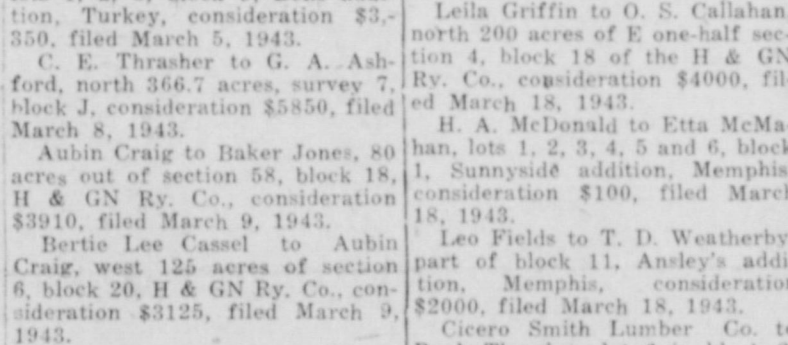 tion, Turkey, consideration $3,-
350, filed March 5, 1943.
C. E. Thrasher to G. A. Ash-
ford, north 366.7 acres, survey 7,
block J, consideration $5850, filed
March 8, 1943.
Aubin Craig to Baker Jones, 80
acres out of section 58, block 18,
H & GN Ry. Co., consideration
$3910, filed March 9, 1943.
Bertie Lee Cassel to Aubin
Craig, west 125 acres of section
6, block 20, H & GN Ry. Co., con-
sideration $3125, filed March 9,
1943.
Leila Griffin to O. S. Callahan
north 200 acres of E one-half sec-
tion 4, block 18 of the H & GN
Ry. Co., consideration $4000, fil-
ed March 18, 1943.
H. A. McDonald to Etta McMa-
han, lots 1, 2, 3, 4, 5 and 6, block
1, Sunnyside addition, Memphis
consideration $100, filed March
18, 1943.
Leo Fields to T. D. Weatherby
part of block 11, Ansley's addi
tion, Memphis, consideration
$2000, filed March 18, 1943.
Cicero Smith Lumber Co. to